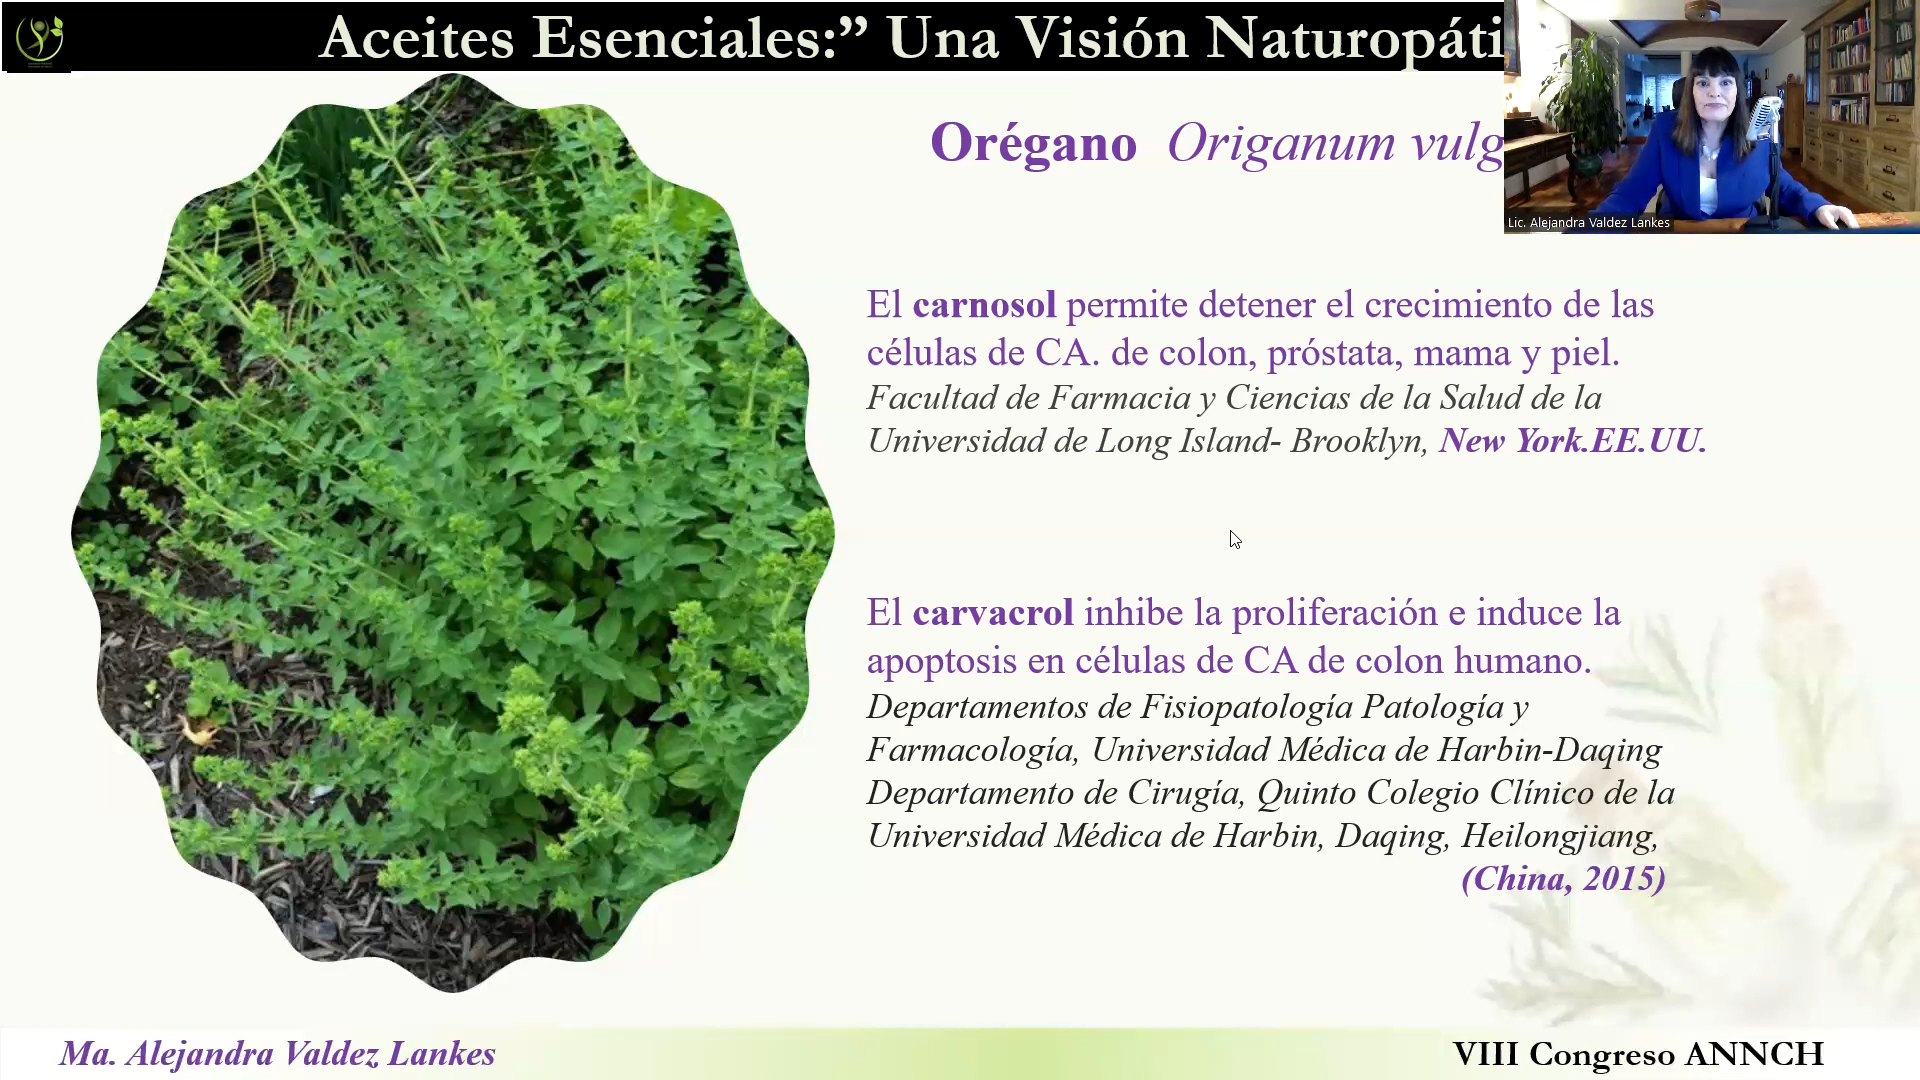 Aceites Esenciales:” Una Visión Naturopáti
Lic. Alejandra Valdez Lankes
Orégano Origanum vulg
El carnosol permite detener el crecimiento de las
células de CA. de colon, próstata, mama y piel.
Facultad de Farmacia y Ciencias de la Salud de la
Universidad de Long Island- Brooklyn, New York.EE.UU.
El carvacrol inhibe la proliferación e induce la
apoptosis en células de CA de colon humano.
Departamentos de Fisiopatología Patología y
Farmacología, Universidad Médica de Harbin-Daqing
Departamento de Cirugía, Quinto Colegio Clínico de la
Universidad Médica de Harbin, Daqing, Heilongjiang,
(China, 2015)
Ma. Alejandra Valdez Lankes
VIII Congreso ANNCH